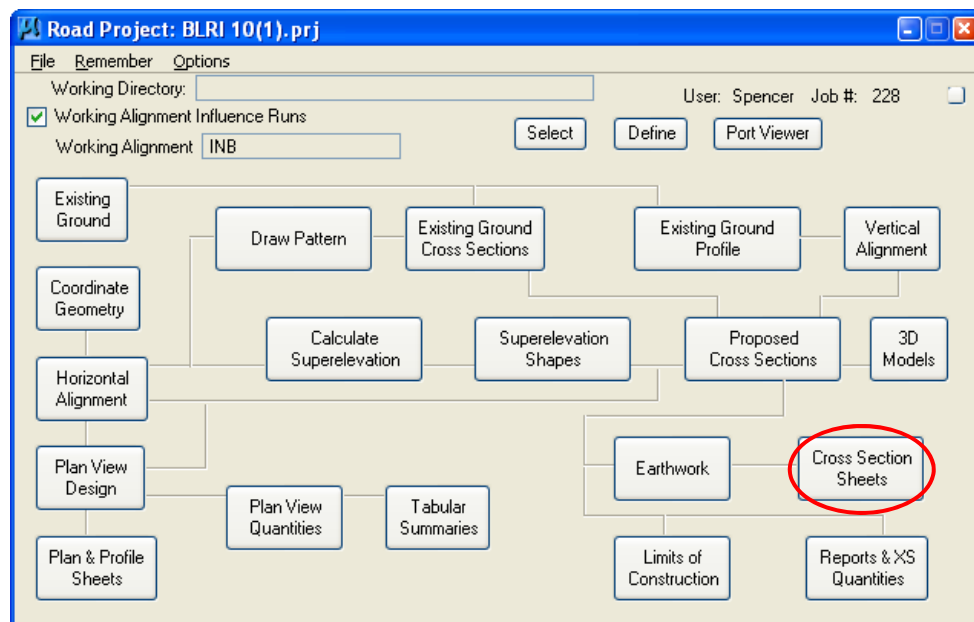 Road Project: BLRI 10(1).prj
File Remember Options
Working Directory:
User: Spencer Job #: 228
Working Alignment Influence Runs
Working Alignment INB
Select Define Port Viewer
Existing
Ground
Draw Pattern
Existing Ground
Cross Sections
Existing Ground
Profile
Vertical
Alignment
Coordinate
Geometry
Calculate
Superelevation
Superelevation
Shapes
Proposed
Cross Sections
3D
Models
Horizontal
Alignment
Plan View
Design
Earthwork
Cross Section
Sheets
Plan View
Quantities
Tabular
Summaries
Plan & Profile
Sheets
Limits of
Construction
Reports & XS
Quantities